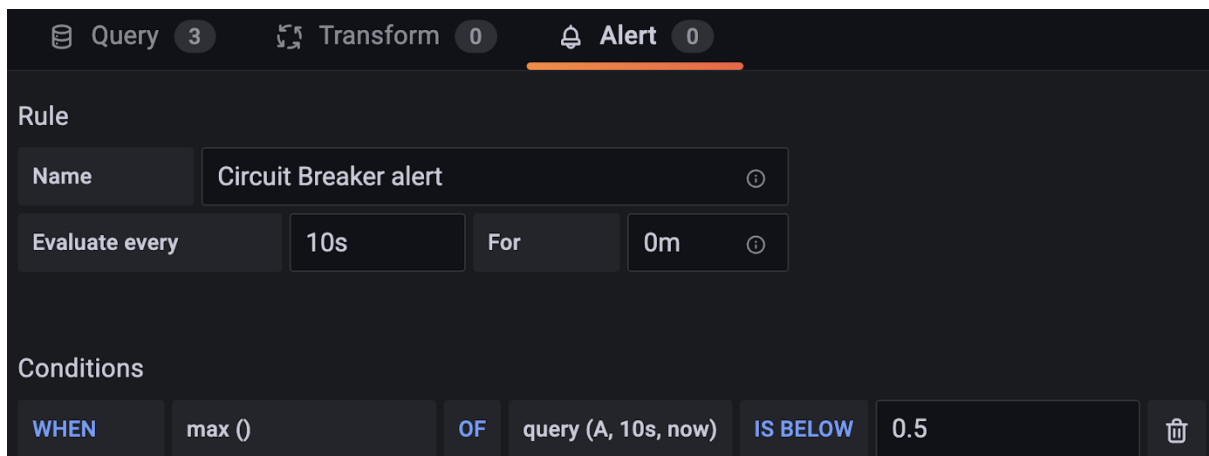 Query 3 Transform 0 Alert 0
Rule
Name Circuit Breaker alert
Evaluate every 10s For 0m
Conditions
WHEN max () OF query (A, 10s, now) IS BELOW 0.5